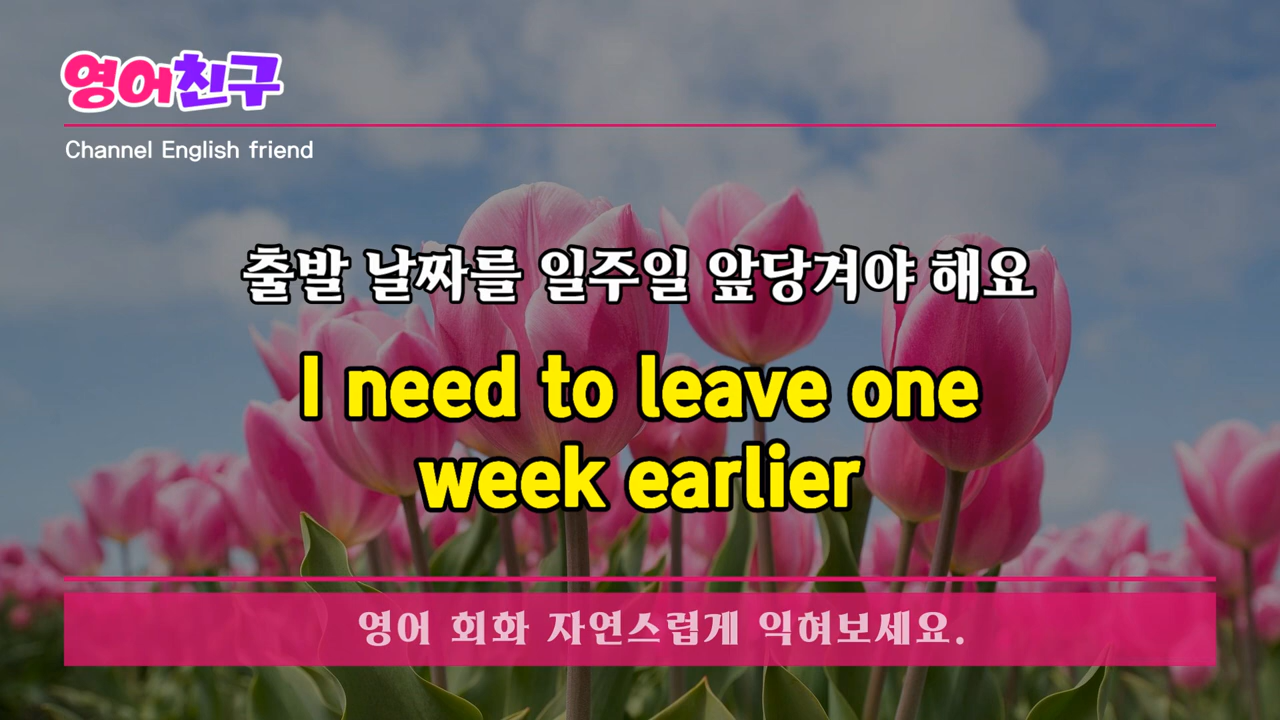 영어친구
Channel English friend
출발 날짜를 일주일 앞당겨야 해요
I need to leave one
week earlier
영어 회화 자연스럽게 익혀보세요.